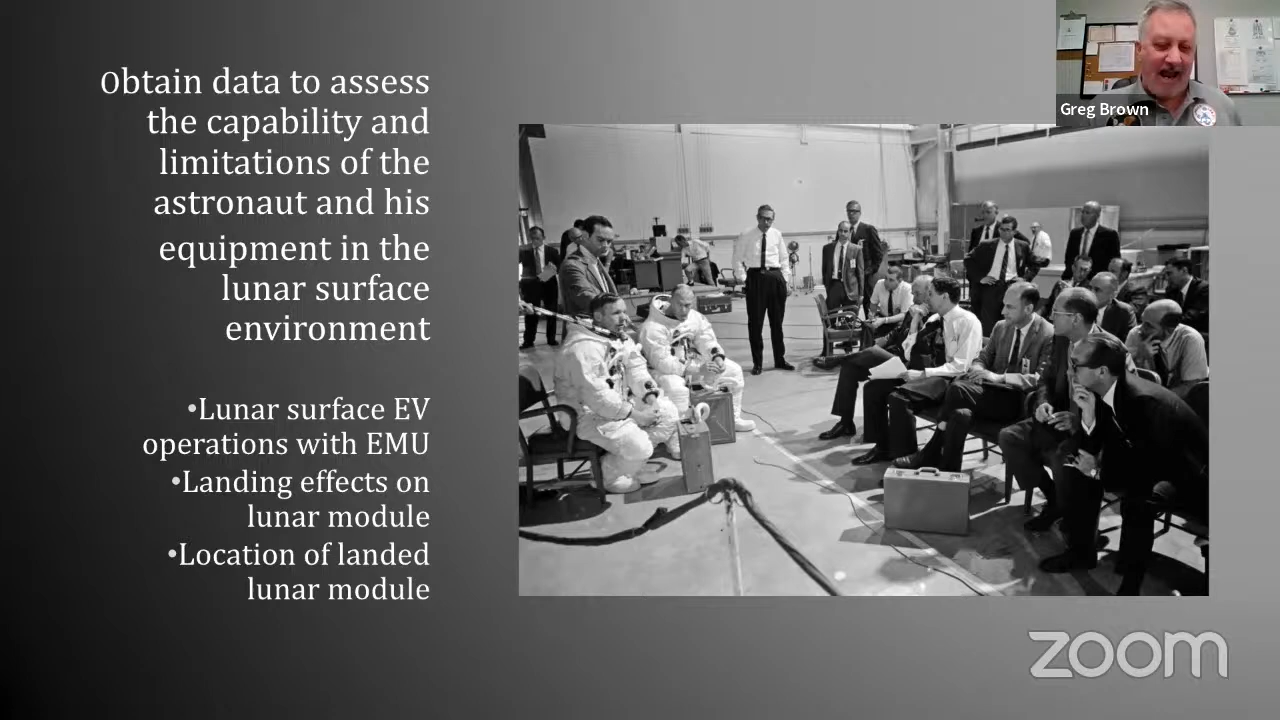 Obtain data to assess
the capability and
limitations of the
astronaut and his
equipment in the
lunar surface
environment
•Lunar surface EV
operations with EMU
•Landing effects on
lunar module
•Location of landed
lunar module
Greg Brown
zoom